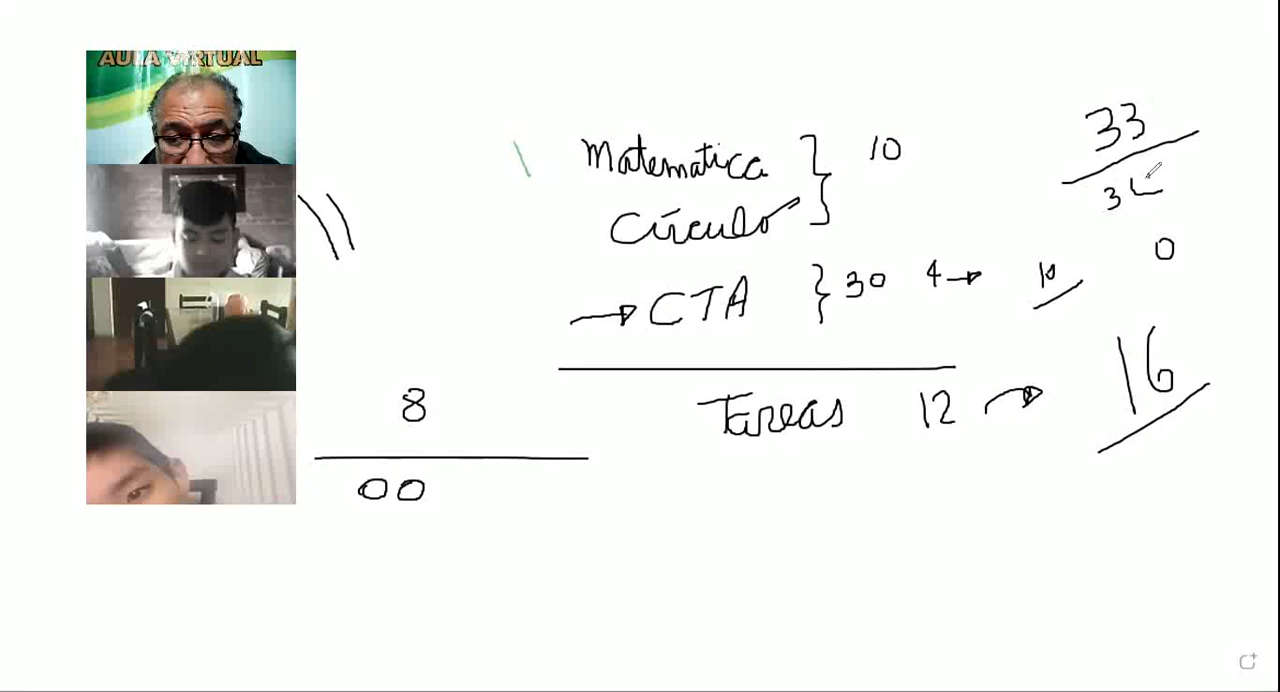 AULA VIRTUAL
Matematica } 10
Círculo
→ CTA } 30 4 → 10
Tareas 12 → 16
33
3
0
8
00